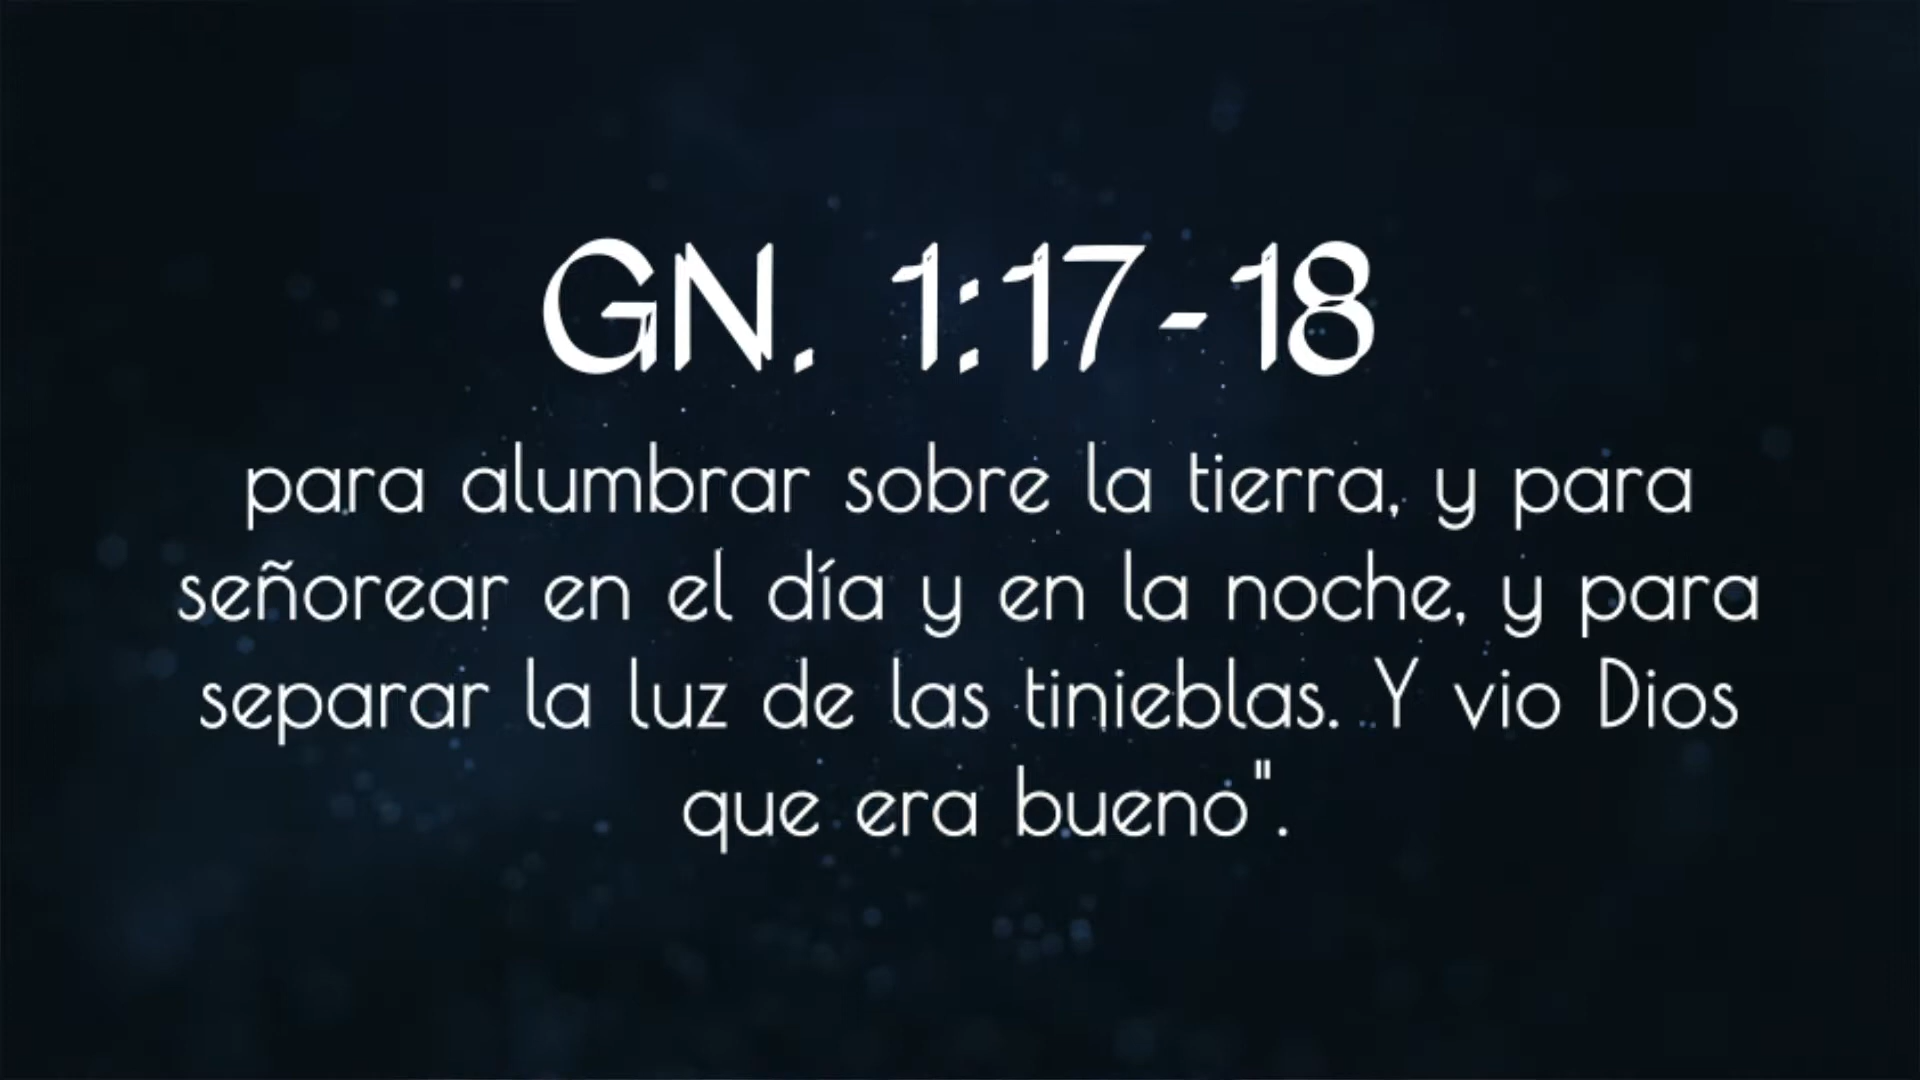 GN. 1:17-18
para alumbrar sobre la tierra, y para
señorear en el día y en la noche, y para
separar la luz de las tinieblas. Y vio Dios
que era bueno".